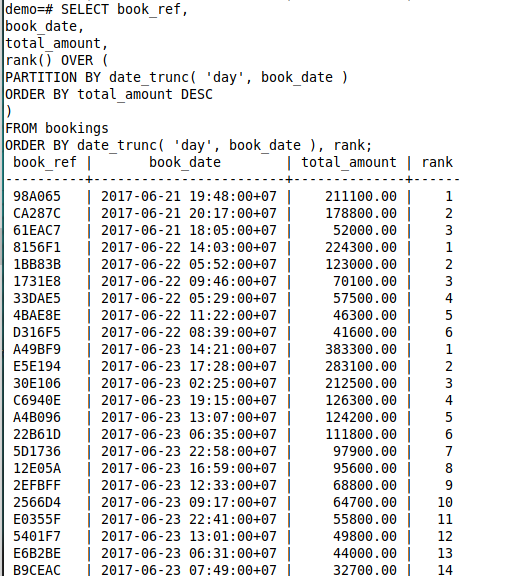 demo=# SELECT book_ref,
book_date,
total_amount,
rank() OVER (
PARTITION BY date_trunc( 'day', book_date )
ORDER BY total_amount DESC
)
FROM bookings
ORDER BY date_trunc( 'day', book_date ), rank;
 book_ref |       book_date        | total_amount | rank
----------+------------------------+--------------+------
 98A065   | 2017-06-21 19:48:00+07 |    211100.00 |    1
 CA287C   | 2017-06-21 20:17:00+07 |    178800.00 |    2
 61EAC7   | 2017-06-21 18:05:00+07 |     52000.00 |    3
 8156F1   | 2017-06-22 14:03:00+07 |    224300.00 |    1
 1BB83B   | 2017-06-22 05:52:00+07 |    123000.00 |    2
 1731E8   | 2017-06-22 09:46:00+07 |     70100.00 |    3
 33DAE5   | 2017-06-22 05:29:00+07 |     57500.00 |    4
 4BAE8E   | 2017-06-22 11:22:00+07 |     46300.00 |    5
 D316F5   | 2017-06-22 08:39:00+07 |     41600.00 |    6
 A49BF9   | 2017-06-23 14:21:00+07 |    383300.00 |    1
 E5E194   | 2017-06-23 17:28:00+07 |    283100.00 |    2
 30E106   | 2017-06-23 02:25:00+07 |    212500.00 |    3
 C6940E   | 2017-06-23 19:15:00+07 |    126300.00 |    4
 A4B096   | 2017-06-23 13:07:00+07 |    124200.00 |    5
 22B61D   | 2017-06-23 06:35:00+07 |    111800.00 |    6
 5D1736   | 2017-06-23 22:58:00+07 |     97900.00 |    7
 12E05A   | 2017-06-23 16:59:00+07 |     95600.00 |    8
 2EFBFF   | 2017-06-23 12:33:00+07 |     68800.00 |    9
 2566D4   | 2017-06-23 09:17:00+07 |     64700.00 |   10
 E0355F   | 2017-06-23 22:41:00+07 |     55800.00 |   11
 5401F7   | 2017-06-23 13:01:00+07 |     49800.00 |   12
 E6B2BE   | 2017-06-23 06:31:00+07 |     44000.00 |   13
 B9CEAC   | 2017-06-23 07:49:00+07 |     32700.00 |   14